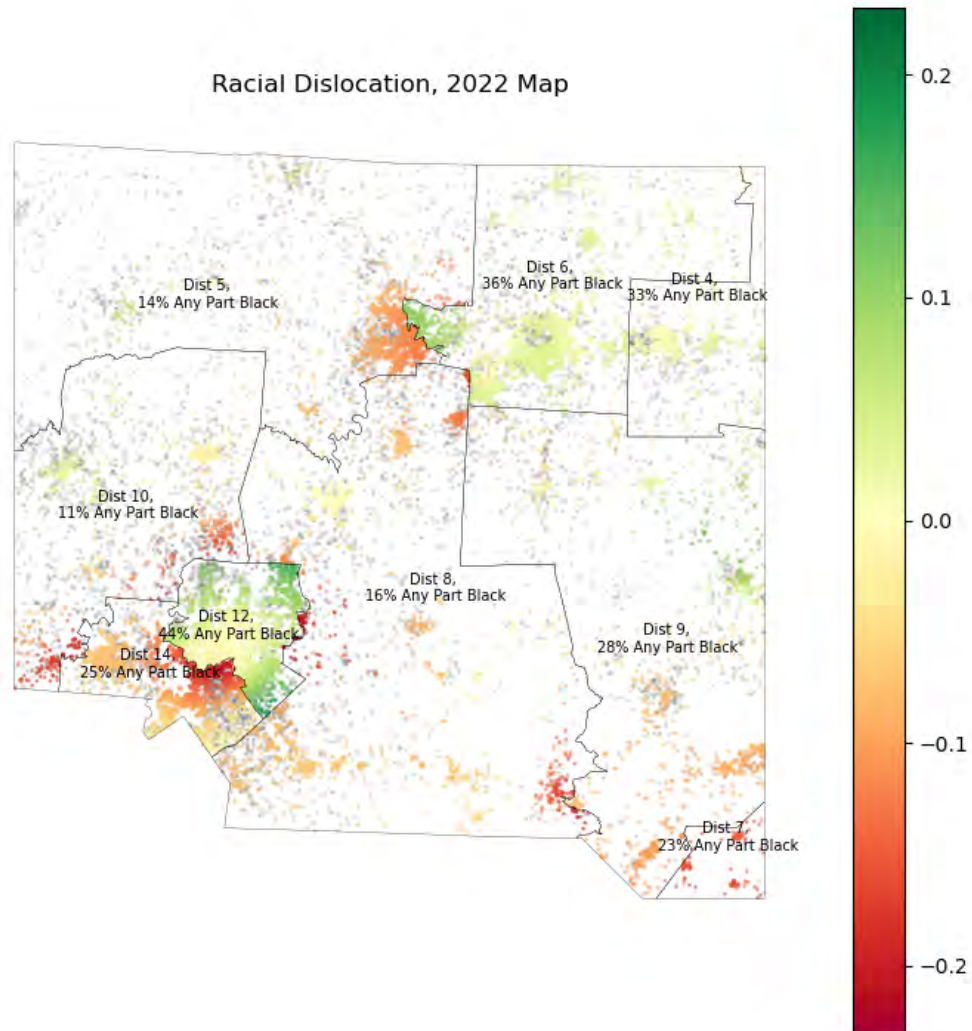 Racial Dislocation, 2022 Map
0.2
Dist 6,
36% Any Part Black
Dist 4,
33% Any Part Black
Dist 5,
14% Any Part Black
0.1
Dist 10,
11% Any Part Black
0.0
Dist 8,
16% Any Part Black
Dist 12,
44% Any Part Black
Dist 9,
28% Any Part Black
Dist 14,
25% Any Part Black
−0.1
Dist 7,
23% Any Part Black
−0.2